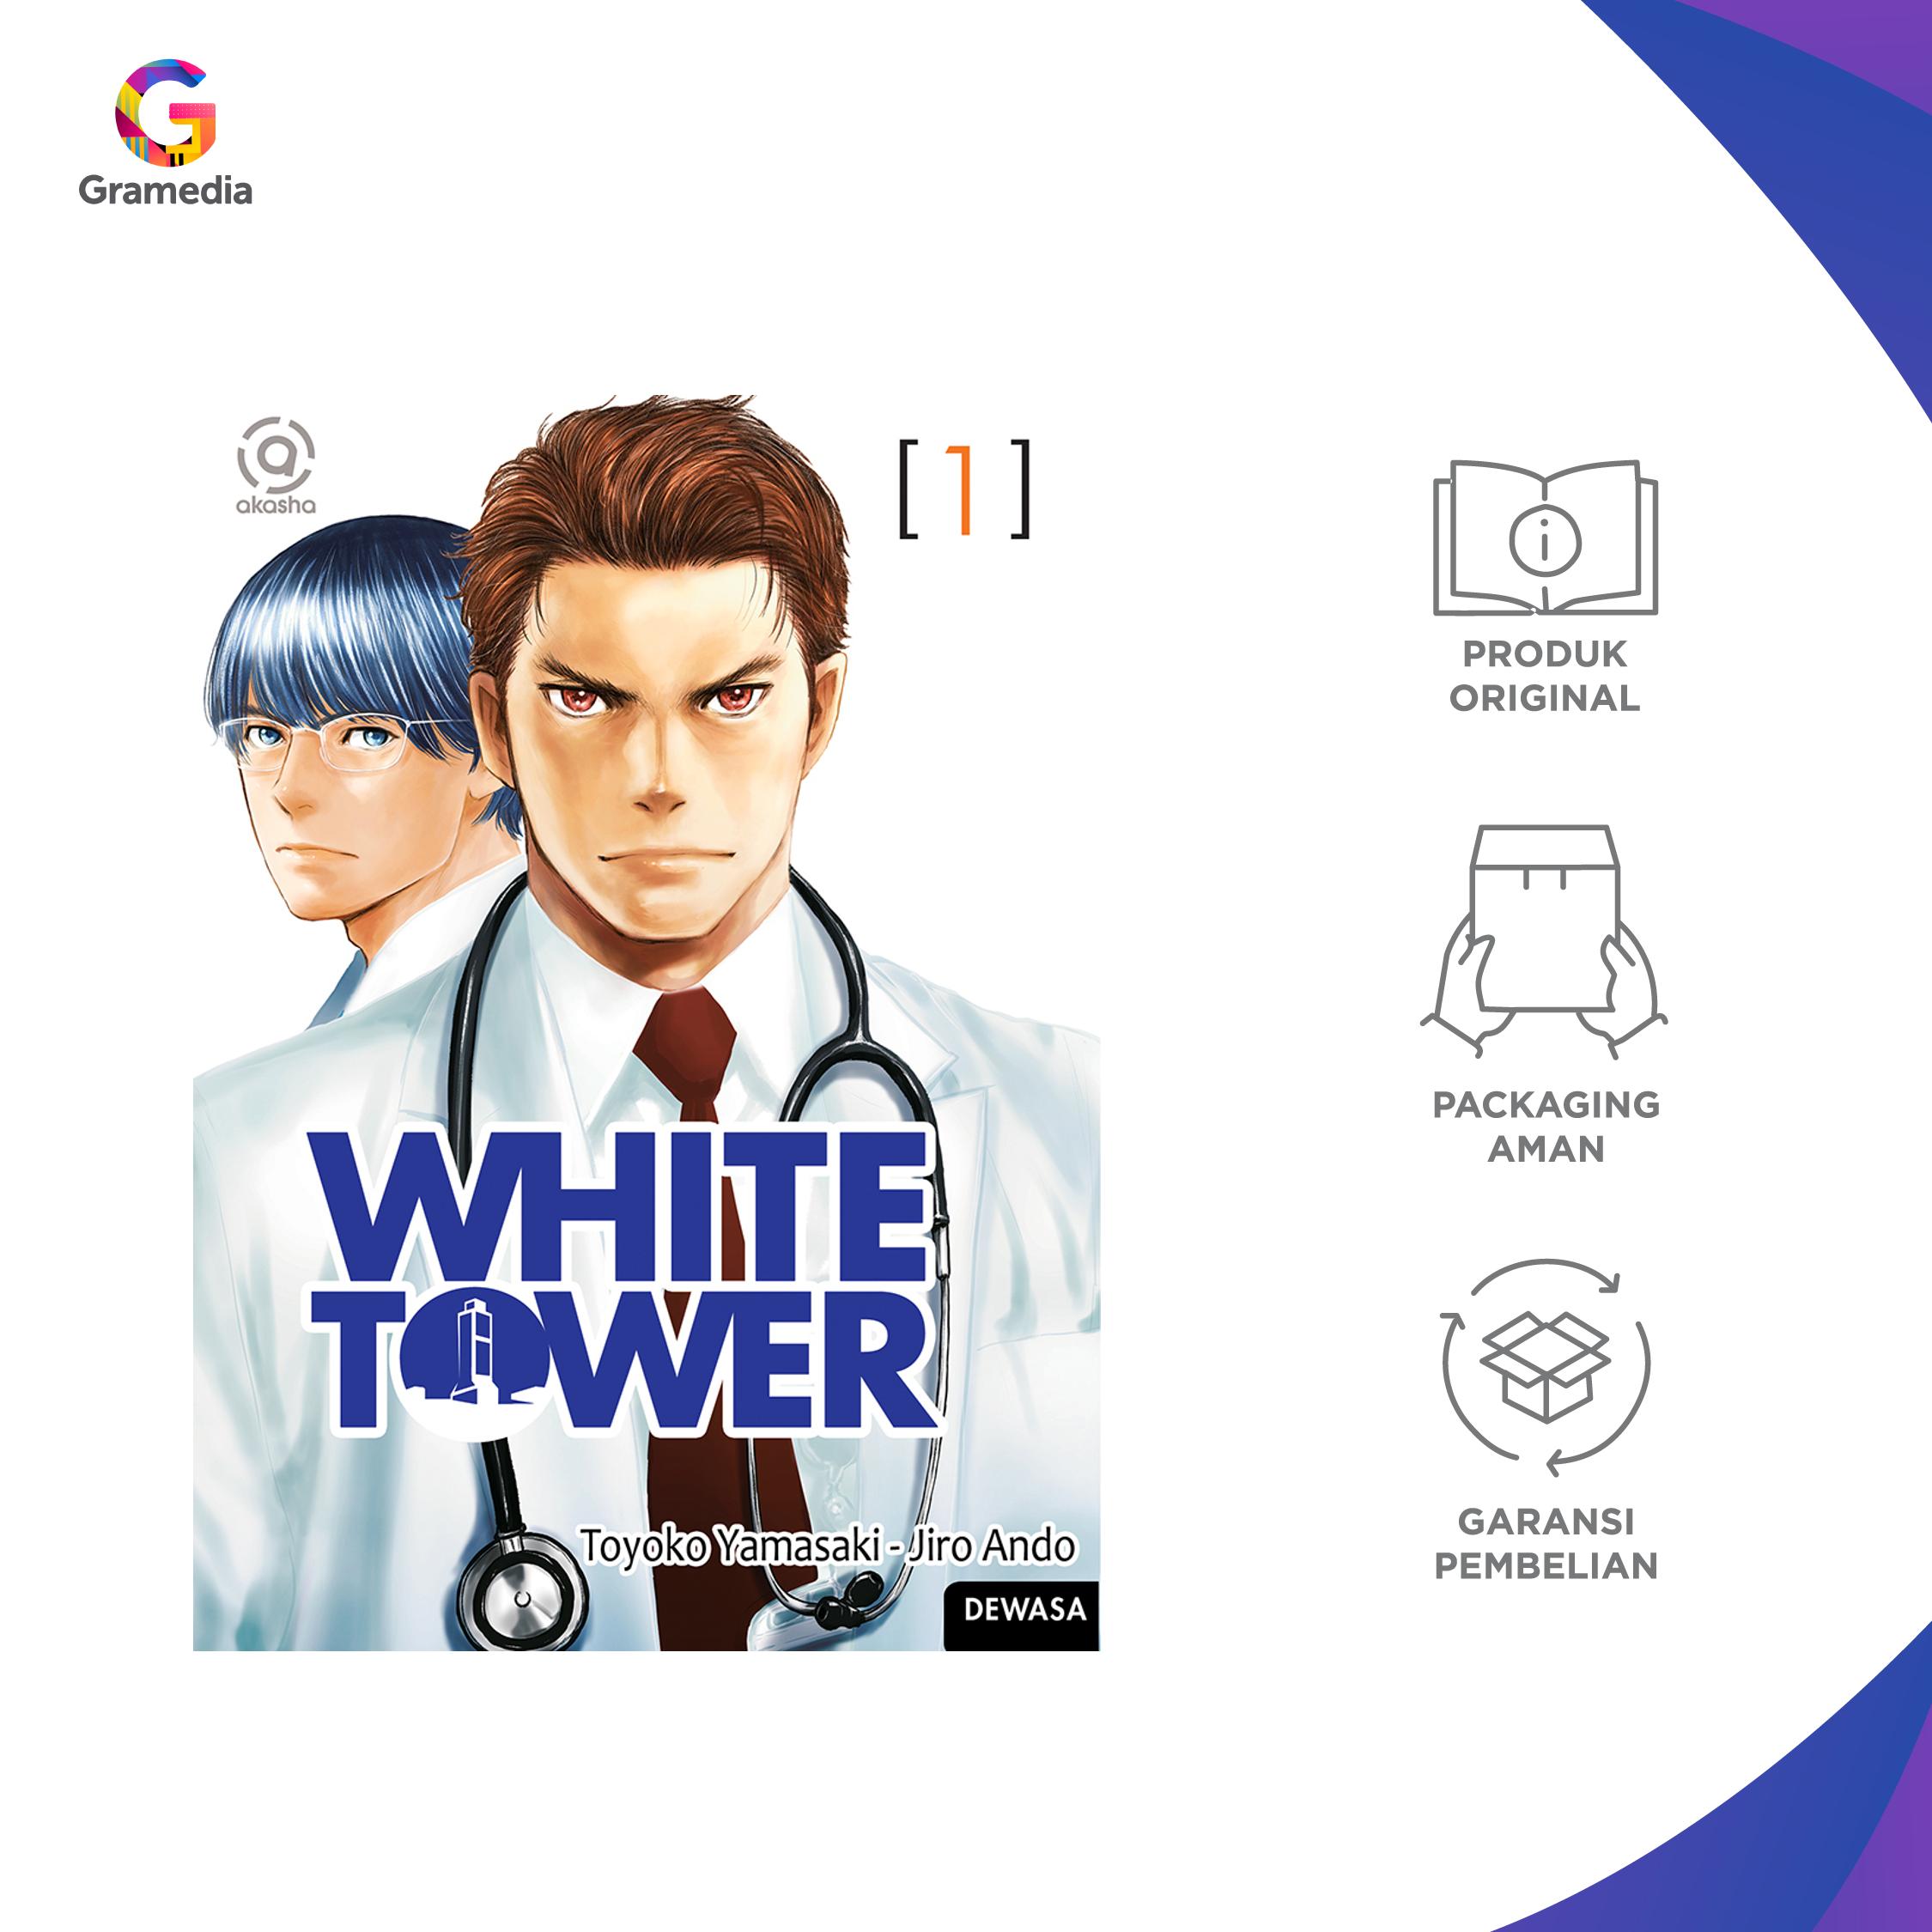 Gramedia
akasha
[1]
WHITE
TOWER
Toyoko Yamasaki - Jiro Ando
DEWASA
PRODUK
ORIGINAL
PACKAGING
AMAN
GARANSI
PEMBELIAN